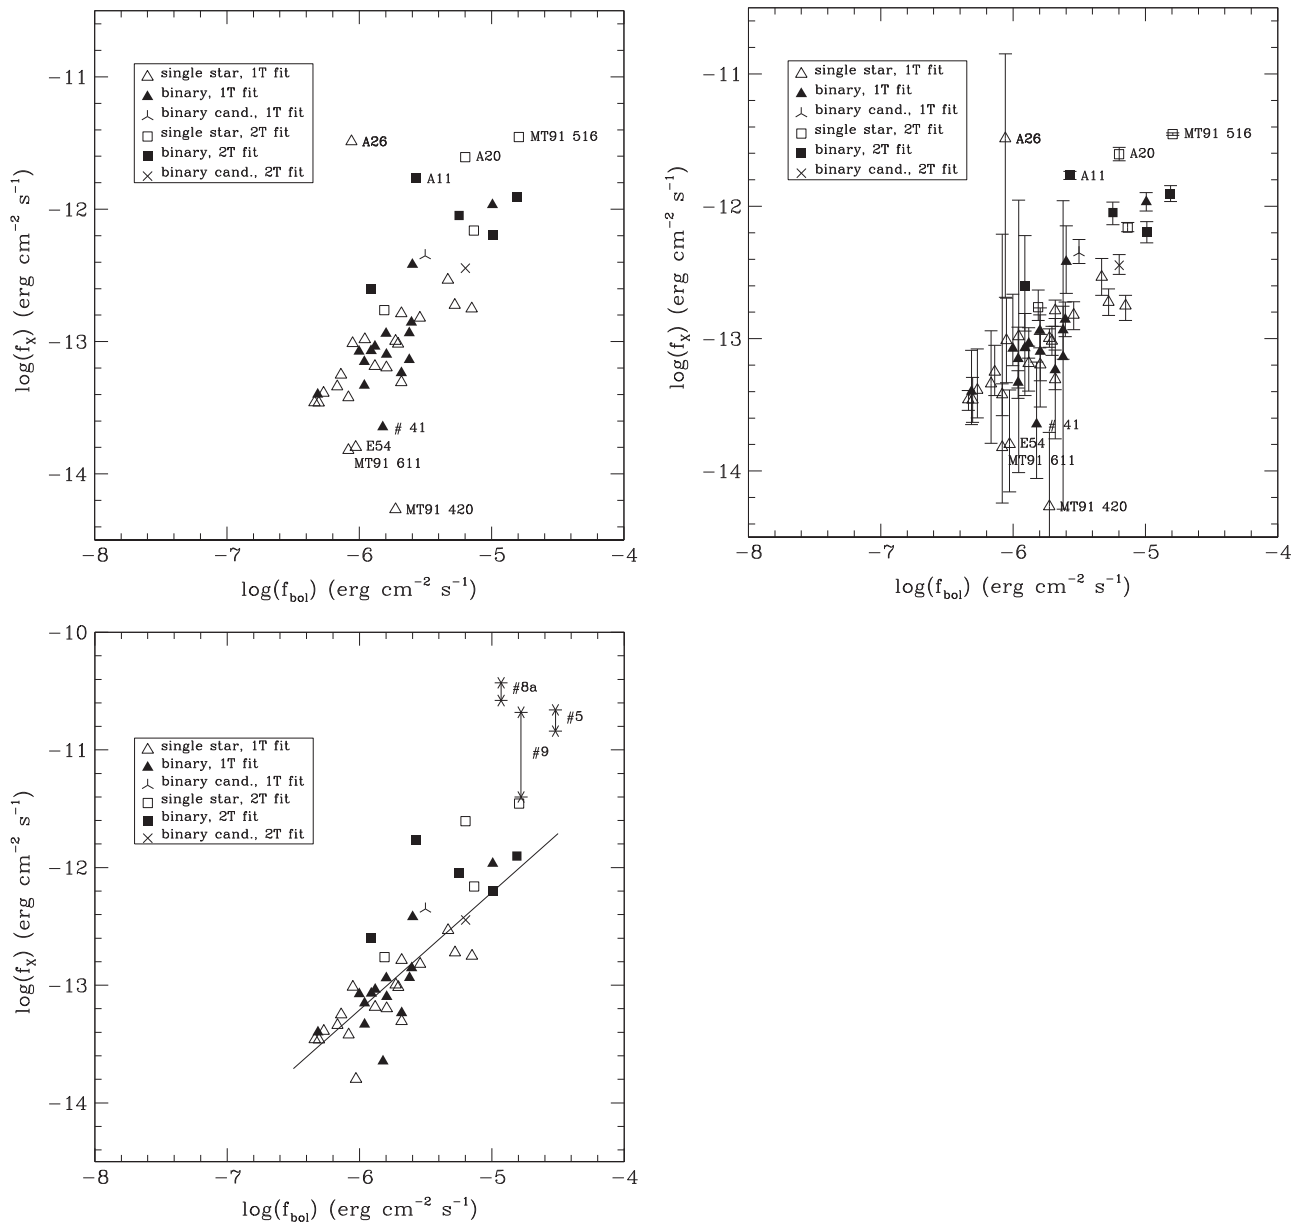 −11
−12
−13
−14
log(f_X) (erg cm⁻² s⁻¹)
single star, 1T fit
binary, 1T fit
binary cand., 1T fit
single star, 2T fit
binary, 2T fit
binary cand., 2T fit
A26
MT91 516
A20
A11
# 41
E54
MT91 611
MT91 420
−8
−7
−6
−5
−4
log(f_bol) (erg cm⁻² s⁻¹)
−11
−12
−13
−14
log(f_X) (erg cm⁻² s⁻¹)
single star, 1T fit
binary, 1T fit
binary cand., 1T fit
single star, 2T fit
binary, 2T fit
binary cand., 2T fit
A26
MT91 516
A20
A11
# 41
E54
MT91 611
MT91 420
−8
−7
−6
−5
−4
log(f_bol) (erg cm⁻² s⁻¹)
−10
−11
−12
−13
−14
log(f_X) (erg cm⁻² s⁻¹)
single star, 1T fit
binary, 1T fit
binary cand., 1T fit
single star, 2T fit
binary, 2T fit
binary cand., 2T fit
#8a
#5
#9
−8
−7
−6
−5
−4
log(f_bol) (erg cm⁻² s⁻¹)